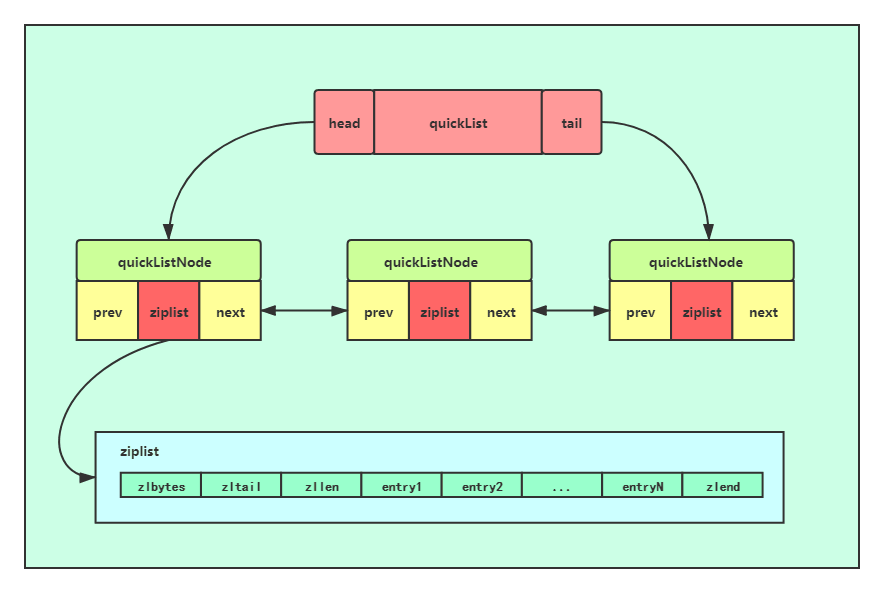 head quickList tail
quickListNode quickListNode quickListNode
prev ziplist next prev ziplist next prev ziplist next
ziplist
zlbytes zltail zllen entry1 entry2 ... entryN zlend